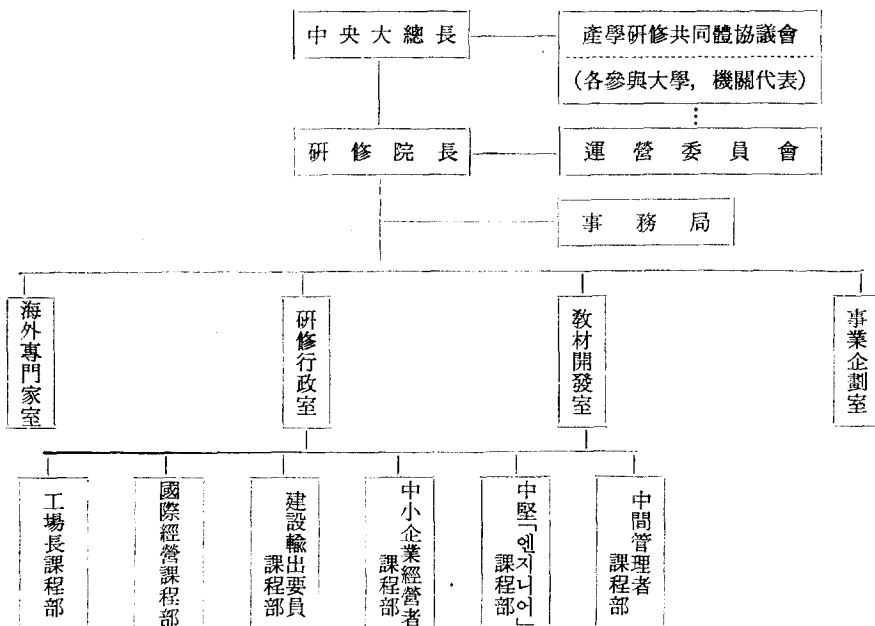 中央大總長
產學硏修共同體協議會
(各參與大學, 機關代表)
硏修院長
運營委員會
事務局
海外專門家室
硏修行政室
敎材開發室
事業企劃室
工場長課程部
國際經營課程部
建設輸出要員
課程部
中小企業經營者
課程部
中堅「엔지니어」
課程部
中間管理者
課程部